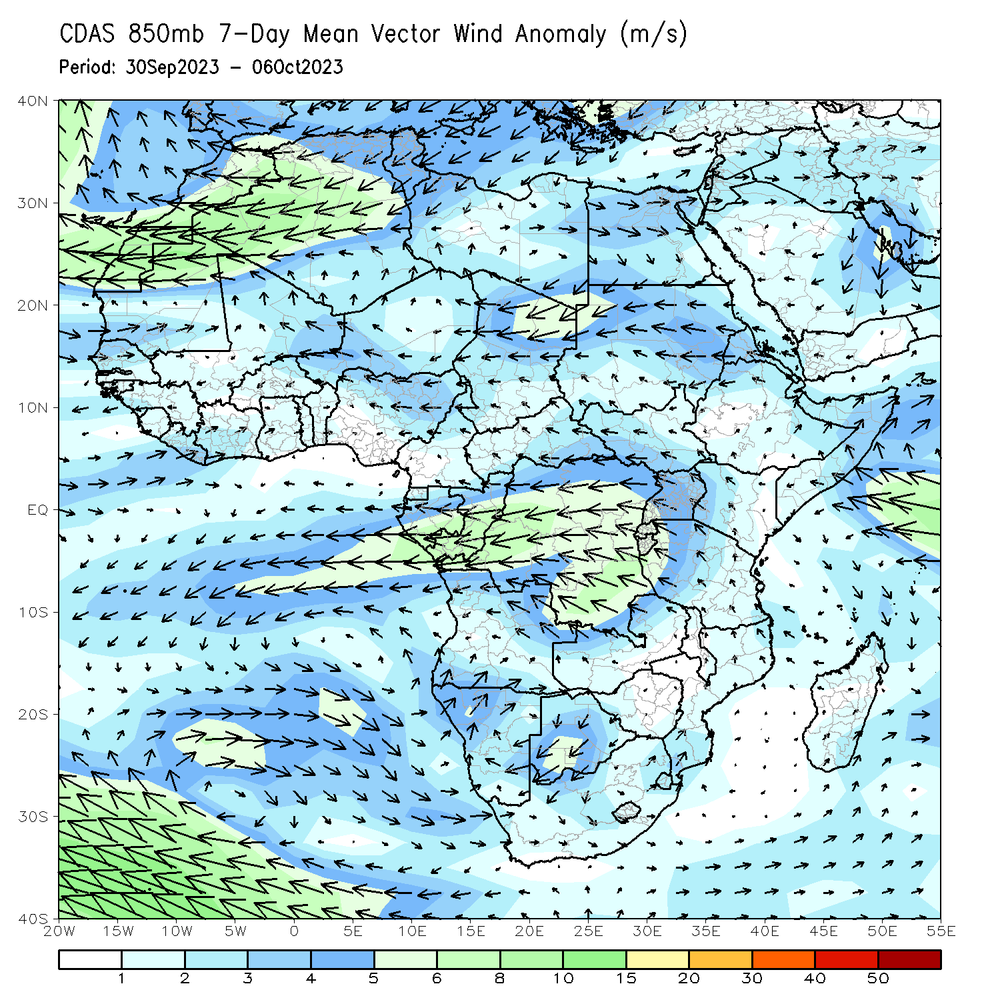 CDAS 850mb 7-Day Mean Vector Wind Anomaly (m/s)
Period: 30Sep2023 - 06Oct2023
40N
30N
20N
10N
EQ
10S
20S
30S
40S
20W 15W 10W 5W 0 5E 10E 15E 20E 25E 30E 35E 40E 45E 50E 55E
1 2 3 4 5 6 8 10 15 20 30 40 50